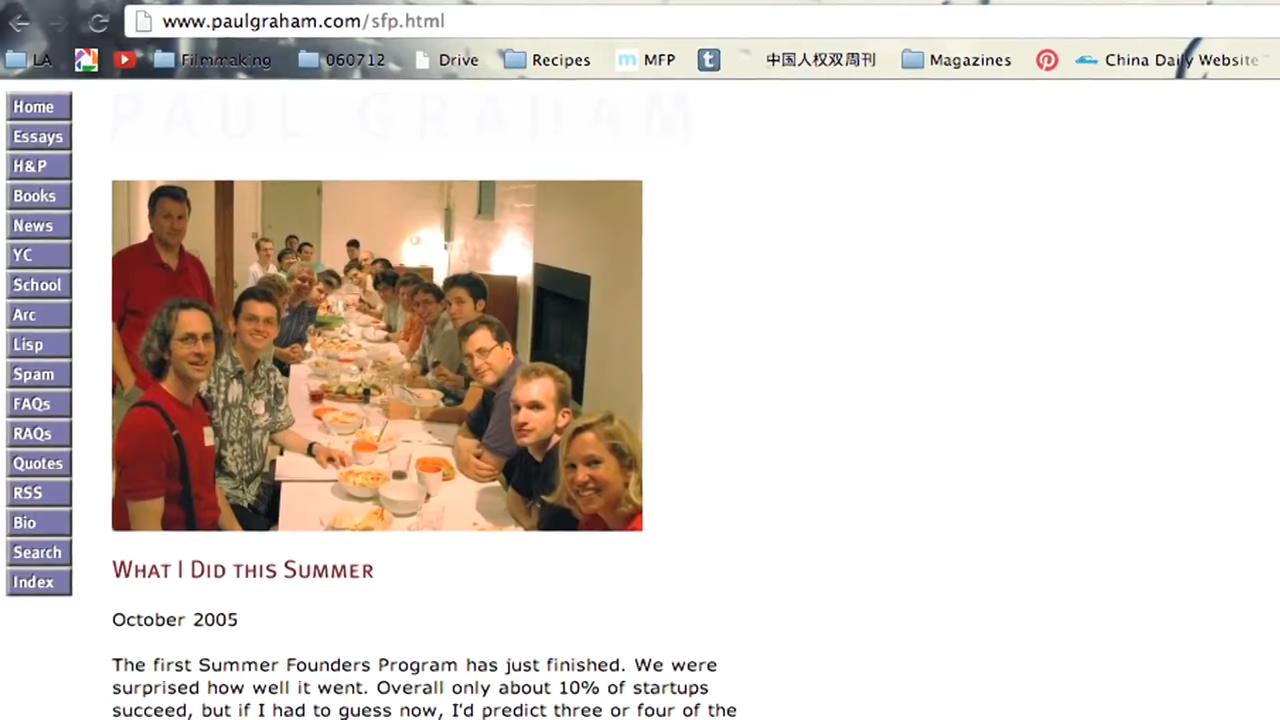 www.paulgraham.com/sfp.html
LA Filmmaking 060712 Drive Recipes MFP 中国人权双周刊 Magazines China Daily Website
PAUL GRAHAM
Home
Essays
H&P
Books
News
YC
School
Arc
Lisp
Spam
FAQs
RAQs
Quotes
RSS
Bio
Search
Index
What I Did this Summer
October 2005
The first Summer Founders Program has just finished. We were
surprised how well it went. Overall only about 10% of startups
succeed, but if I had to guess now, I'd predict three or four of the